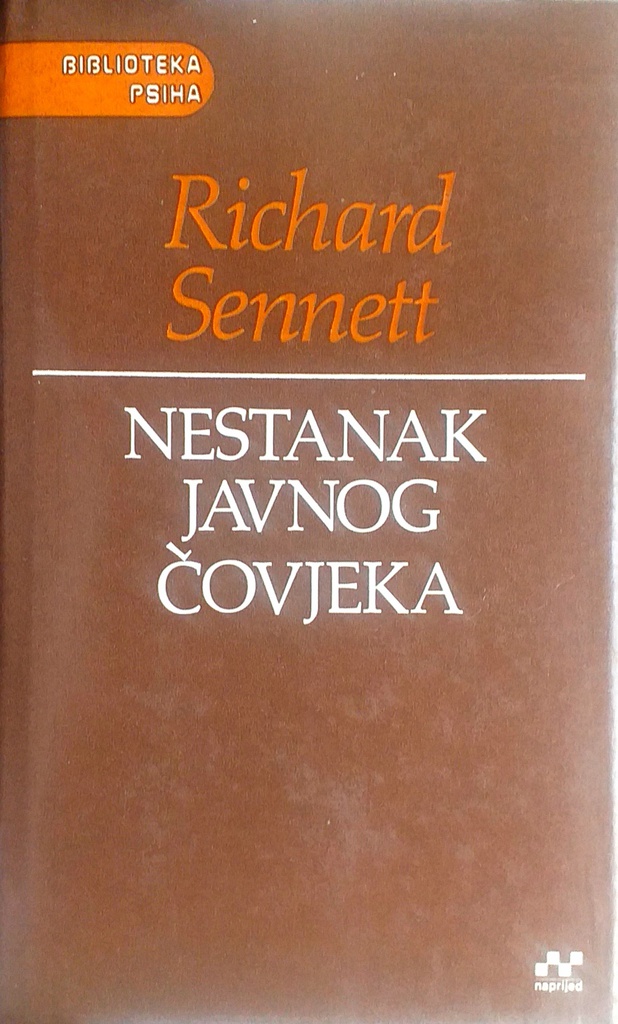 BIBLIOTEKA
PSIHA
Richard
Sennett
NESTANAK
JAVNOG
ČOVJEKA
naprijed